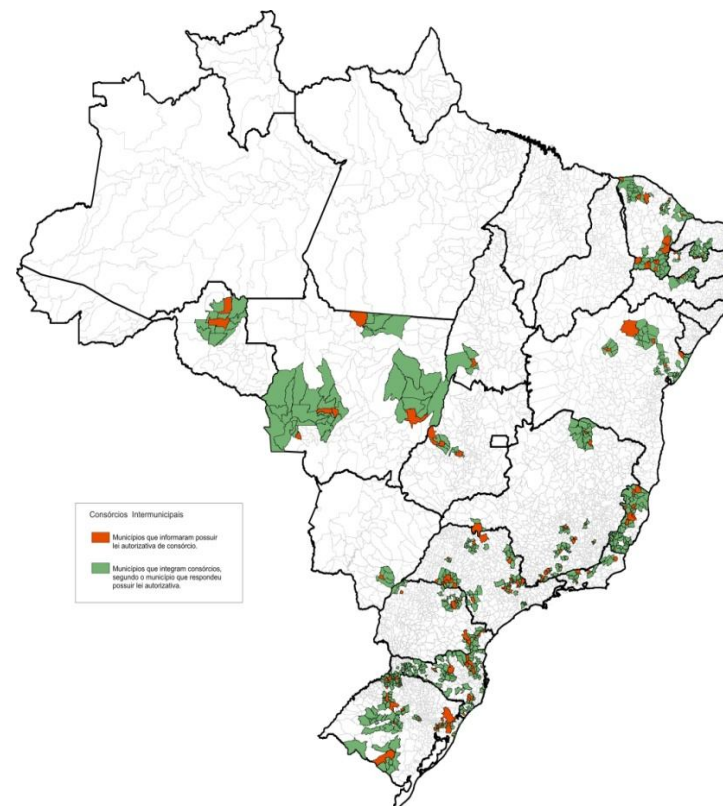 Consórcios Intermunicipais
Municípios que informaram possuir
lei autorizativa de consórcio.
Municípios que integram consórcios,
segundo o município que respondeu
possuir lei autorizativa.